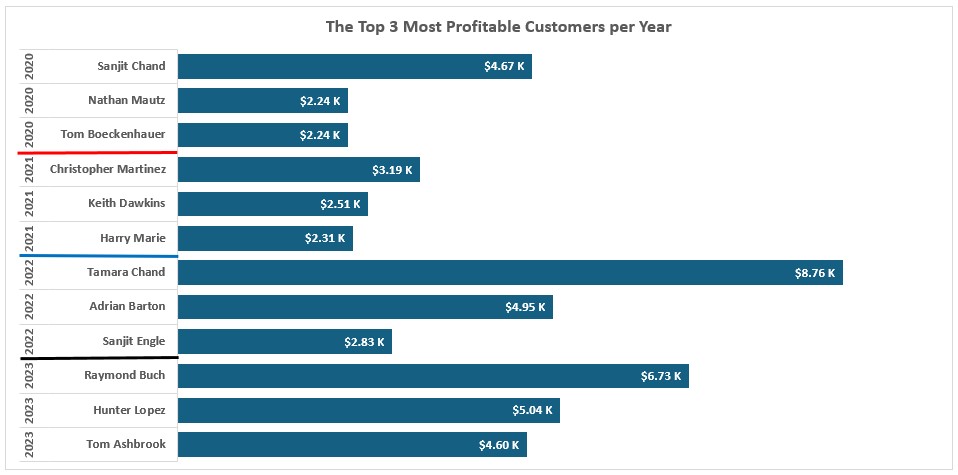 The Top 3 Most Profitable Customers per Year
2020 Sanjit Chand $4.67 K
2020 Nathan Mautz $2.24 K
2020 Tom Boeckenhauer $2.24 K
2021 Christopher Martinez $3.19 K
2021 Keith Dawkins $2.51 K
2021 Harry Marie $2.31 K
2022 Tamara Chand $8.76 K
2022 Adrian Barton $4.95 K
2022 Sanjit Engle $2.83 K
2023 Raymond Buch $6.73 K
2023 Hunter Lopez $5.04 K
2023 Tom Ashbrook $4.60 K